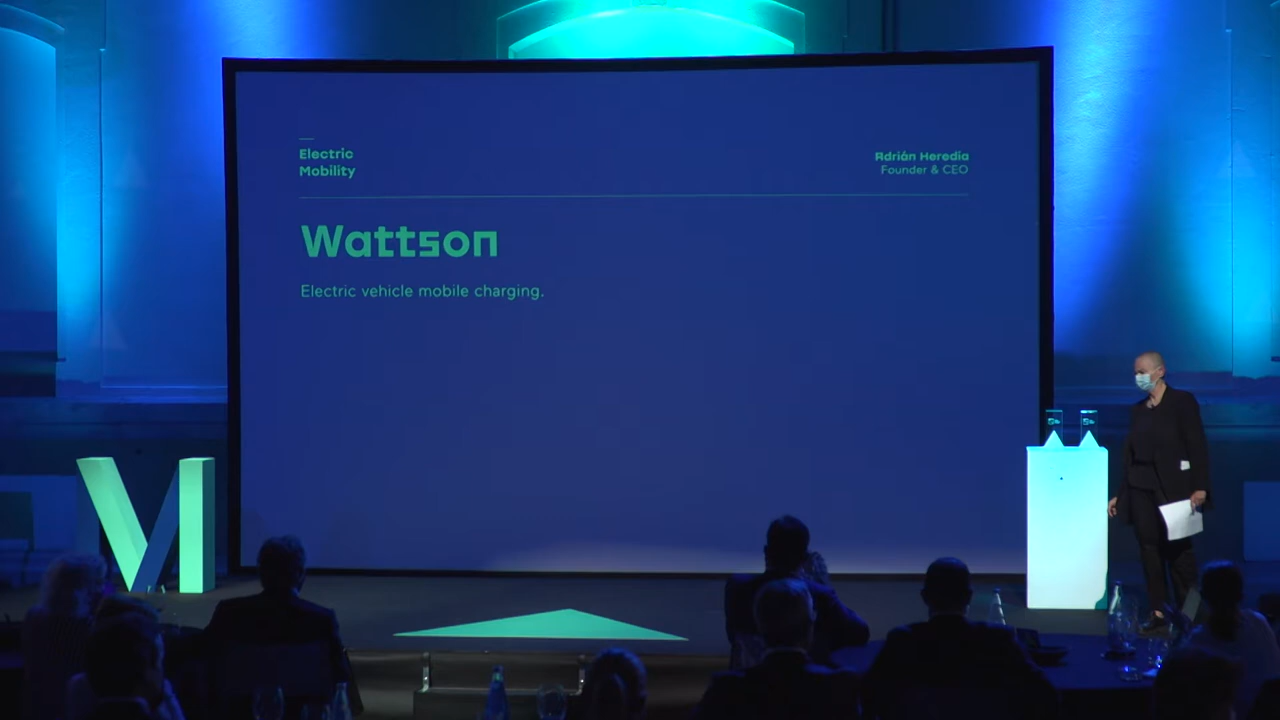 Electric
Mobility
Adrián Heredia
Founder & CEO
Wattson
Electric vehicle mobile charging.